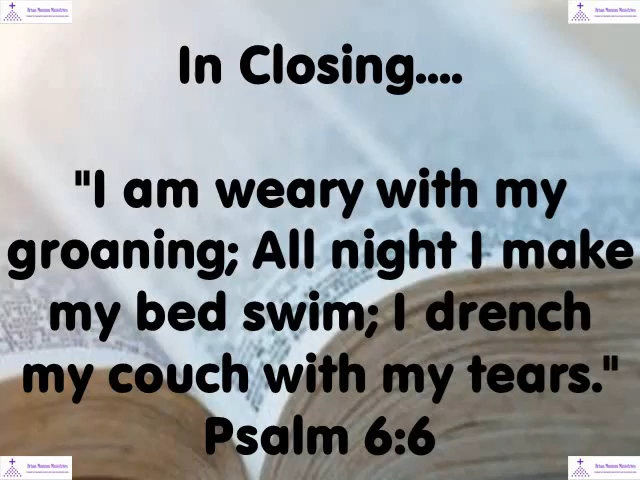 In Closing....
"I am weary with my
groaning; All night I make
my bed swim; I drench
my couch with my tears."
Psalm 6:6